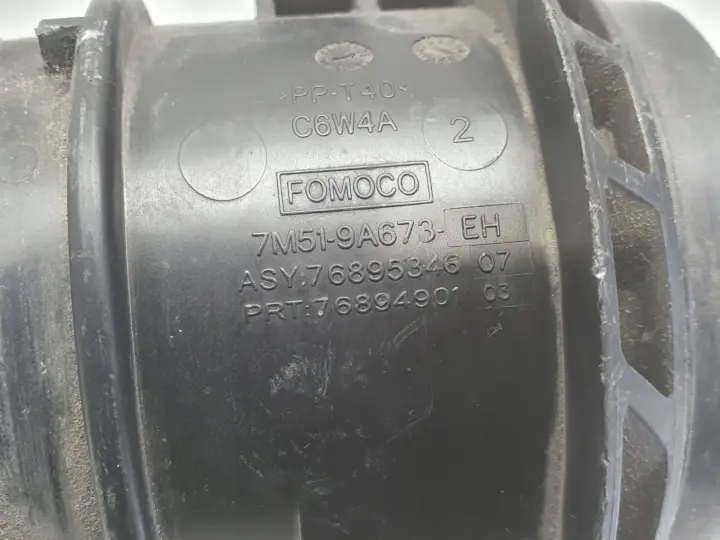 >PP-T40<
C6W4A
2
FOMOCO
7M51-9A673-EH
ASY:76895346 07
PRT:76894901 03